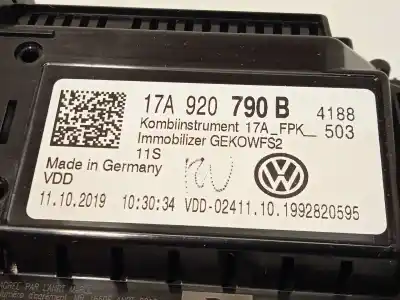 17A 920 790 B 4188
Kombiinstrument 17A_FPK_ 503
Immobilizer GEKOWFS2
11S
Made in Germany
VDD
11.10.2019 10:30:34 VDD-02411.10.1992820595